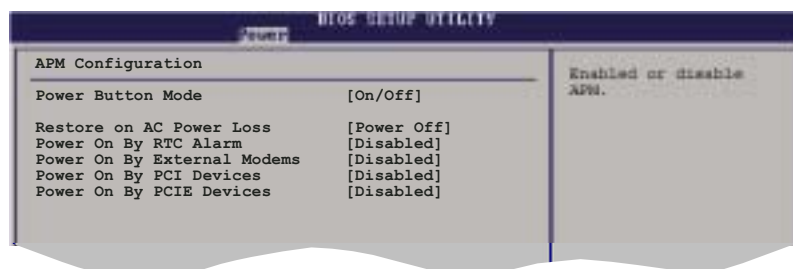 BIOS SETUP UTILITY
Power
APM Configuration
Enabled or disable
APM.
Power Button Mode [On/Off]
Restore on AC Power Loss [Power Off]
Power On By RTC Alarm [Disabled]
Power On By External Modems [Disabled]
Power On By PCI Devices [Disabled]
Power On By PCIE Devices [Disabled]